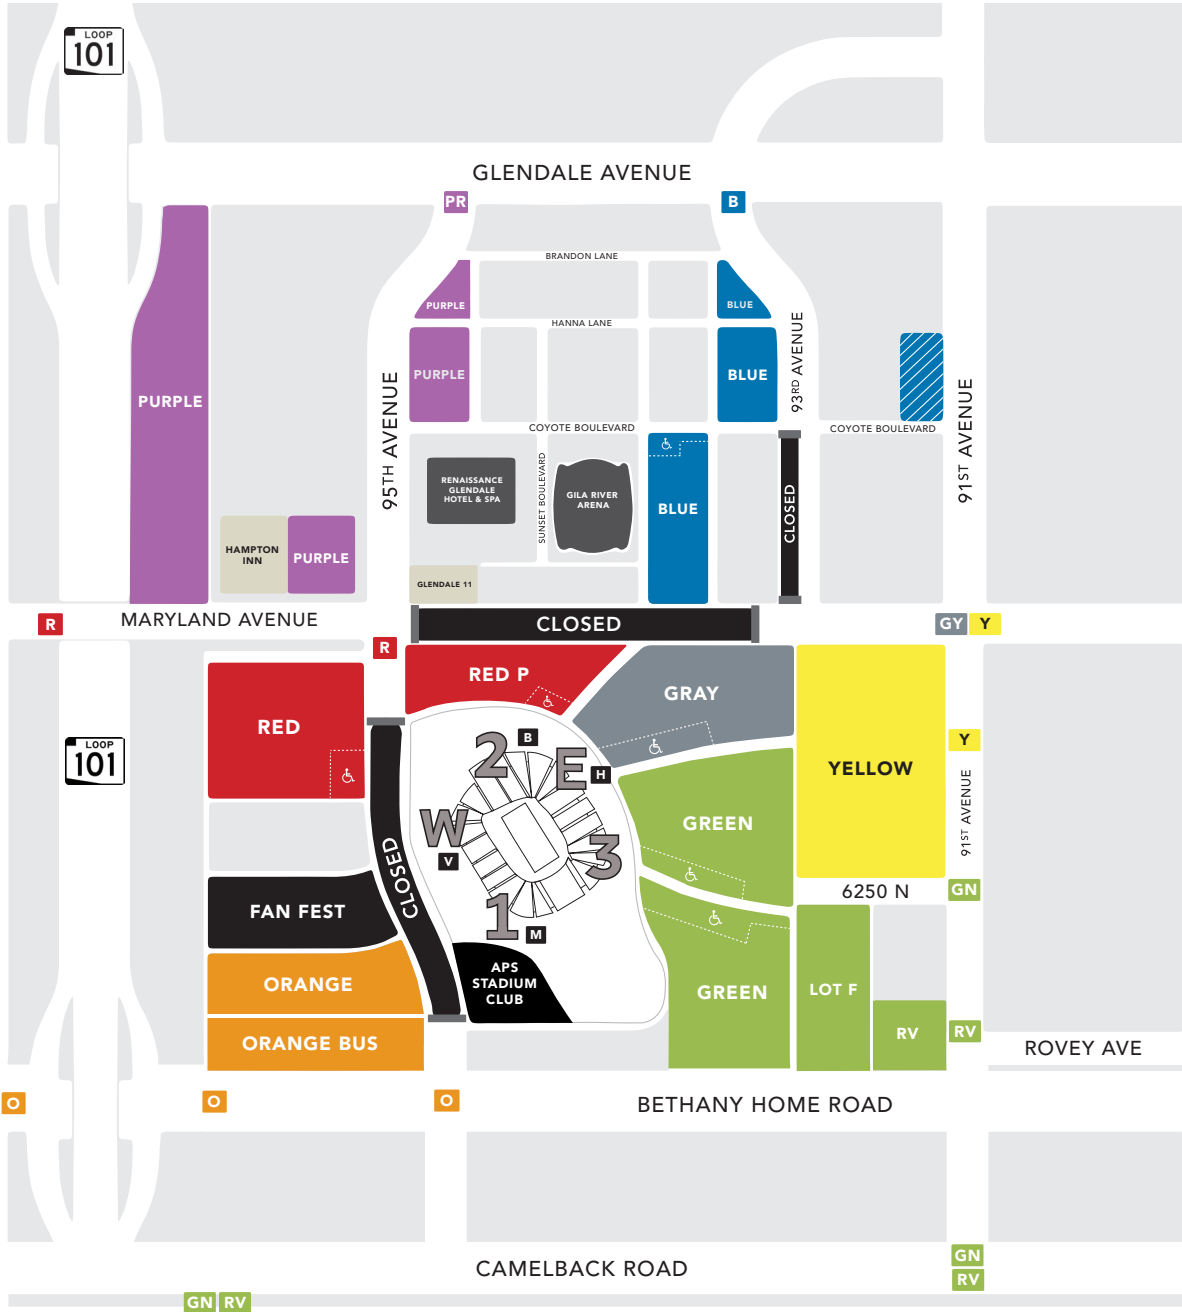 LOOP
101
GLENDALE AVENUE
PR
B
BRANDON LANE
PURPLE
BLUE
HANNA LANE
PURPLE
BLUE
93RD AVENUE
PURPLE
95TH AVENUE
91ST AVENUE
COYOTE BOULEVARD
COYOTE BOULEVARD
RENAISSANCE
GLENDALE
HOTEL & SPA
SUNSET BOULEVARD
GILA RIVER
ARENA
BLUE
CLOSED
HAMPTON
INN
PURPLE
GLENDALE 11
R
MARYLAND AVENUE
CLOSED
GY
Y
R
RED P
GRAY
RED
LOOP
101
2
B
E
H
YELLOW
Y
91ST AVENUE
W
V
3
GREEN
CLOSED
6250 N
GN
FAN FEST
1
M
APS
STADIUM
CLUB
ORANGE
GREEN
LOT F
ORANGE BUS
RV
RV
ROVEY AVE
O
O
O
BETHANY HOME ROAD
CAMELBACK ROAD
GN
RV
GN
RV